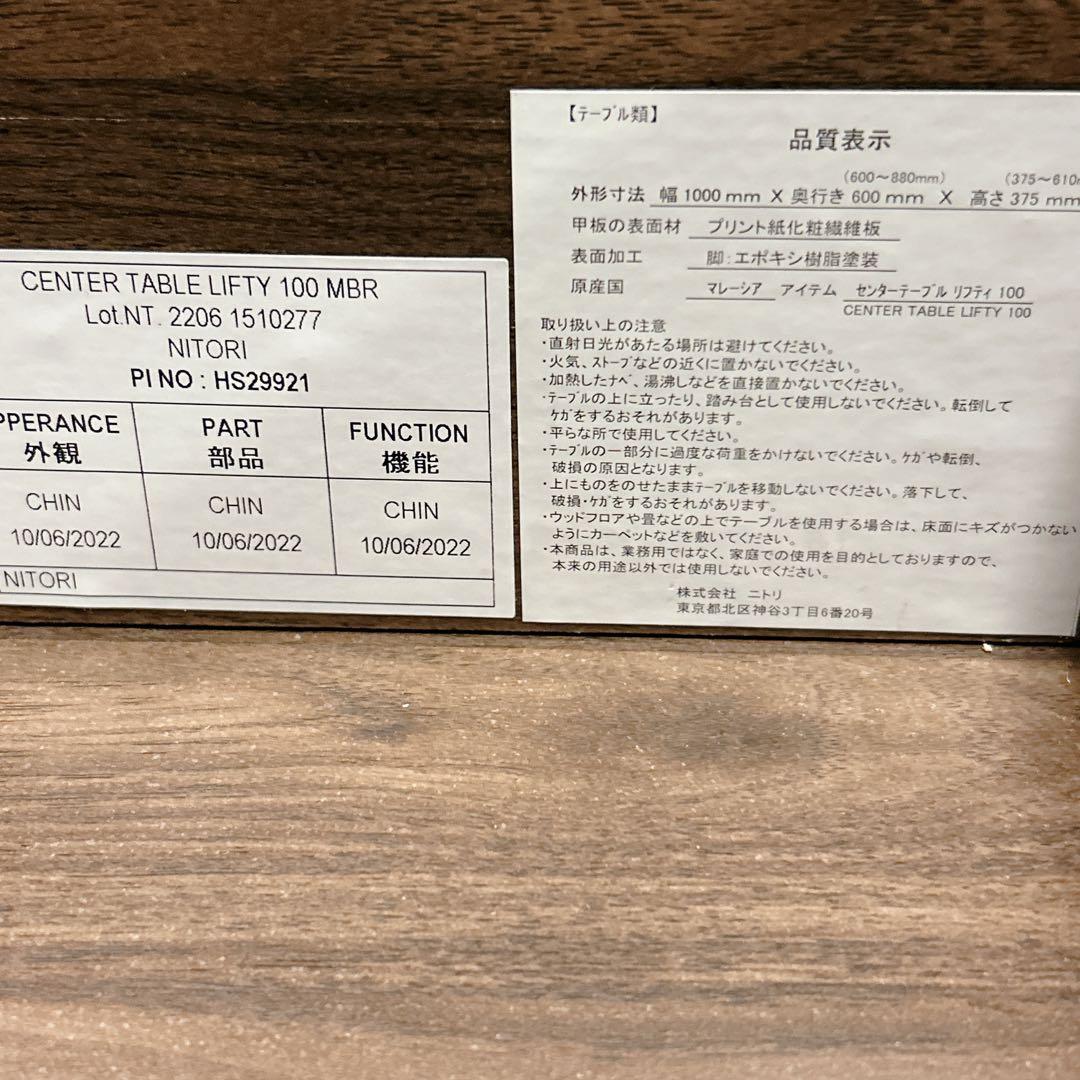 CENTER TABLE LIFTY 100 MBR
Lot.NT. 2206 1510277
NITORI
PI NO : HS29921
PPERANCE PART FUNCTION
外観 部品 機能
CHIN CHIN CHIN
10/06/2022 10/06/2022 10/06/2022
NITORI
【テーブル類】
品質表示
(600～880mm) (375～610m
外形寸法 幅 1000 mm X 奥行き 600 mm X 高さ 375 mm
甲板の表面材 プリント紙化粧繊維板
表面加工 脚:エポキシ樹脂塗装
原産国 マレーシア アイテム センターテーブル リフティ 100
CENTER TABLE LIFTY 100
取り扱い上の注意
・直射日光があたる場所は避けてください。
・火気、ストーブなどの近くに置かないでください。
・加熱したナベ、湯沸しなどを直接置かないでください。
・テーブルの上に立ったり、踏み台として使用しないでください。転倒して
ケガをするおそれがあります。
・平らな所で使用してください。
・テーブルの一部分に過度な荷重をかけないでください。ケガや転倒、
破損の原因となります。
・上にものをのせたままテーブルを移動しないでください。落下して、
破損・ケガをするおそれがあります。
・ウッドフロアや畳などの上でテーブルを使用する場合は、床面にキズがつかない
ようにカーペットなどを敷いてください。
・本商品は、業務用ではなく、家庭での使用を目的としておりますので、
本来の用途以外では使用しないでください。
株式会社 ニトリ
東京都北区神谷3丁目6番20号